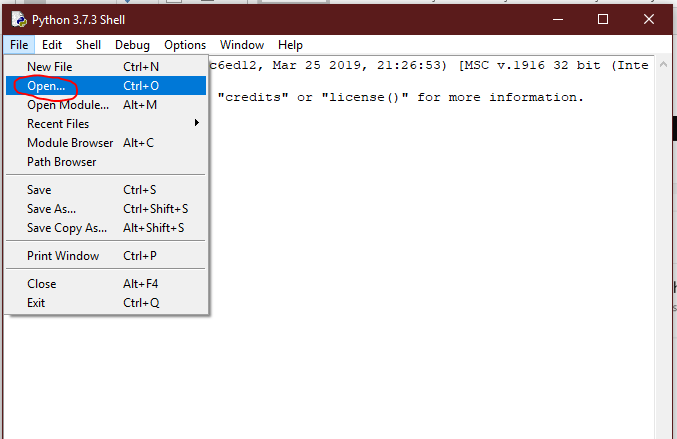 Python 3.7.3 Shell
File Edit Shell Debug Options Window Help
c6ed12, Mar 25 2019, 21:26:53) [MSC v.1916 32 bit (Inte
"credits" or "license()" for more information.
New File Ctrl+N
Open... Ctrl+O
Open Module... Alt+M
Recent Files
Module Browser Alt+C
Path Browser
Save Ctrl+S
Save As... Ctrl+Shift+S
Save Copy As... Alt+Shift+S
Print Window Ctrl+P
Close Alt+F4
Exit Ctrl+Q